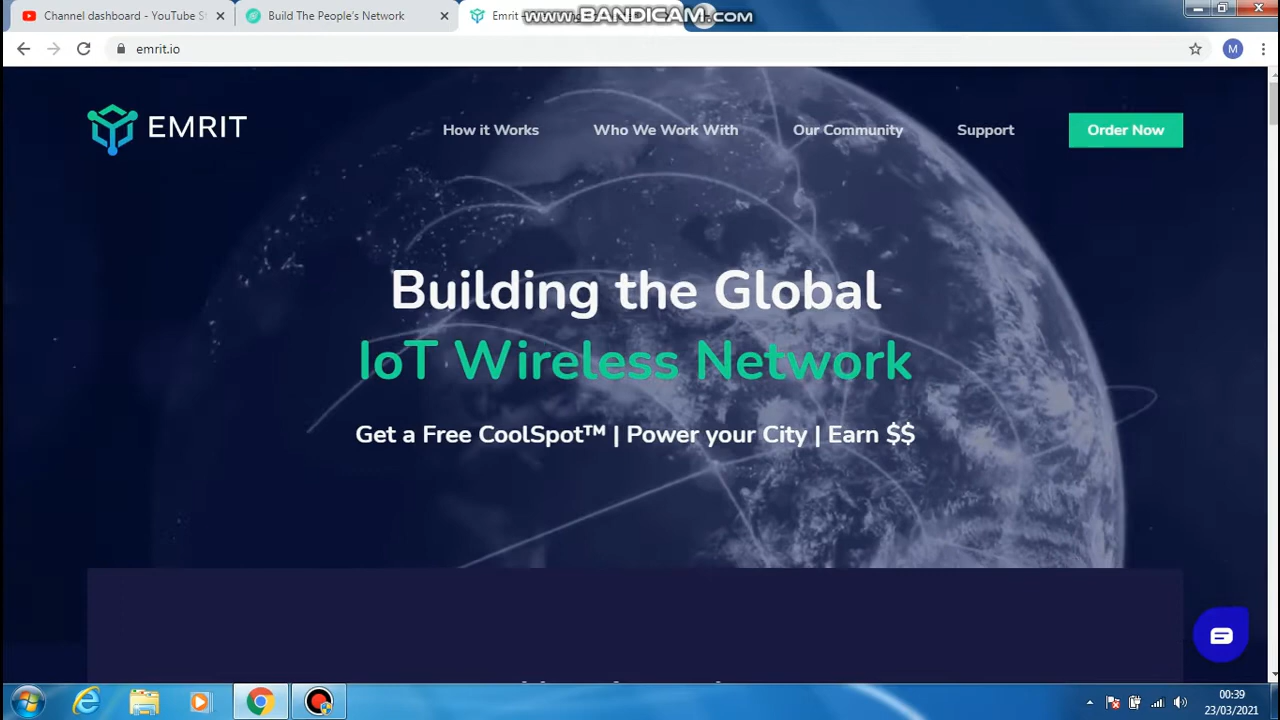 Channel dashboard - YouTube S
Build The People's Network
Emrit -
www.BANDICAM.COM
emrit.io
M
EMRIT
How it Works
Who We Work With
Our Community
Support
Order Now
Building the Global
IoT Wireless Network
Get a Free CoolSpot™ | Power your City | Earn $$
00:39
23/03/2021